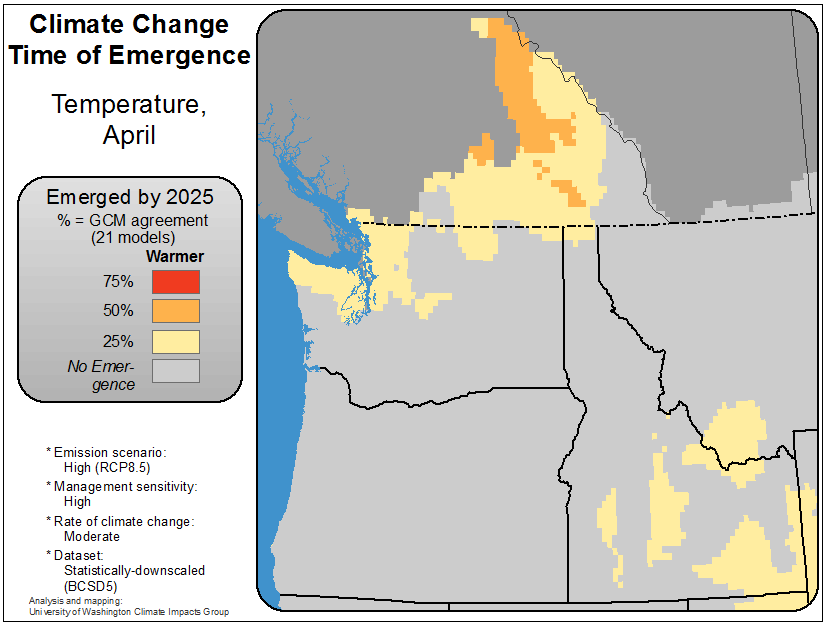 Climate Change
Time of Emergence
Temperature,
April
Emerged by 2025
% = GCM agreement
(21 models)
Warmer
75%
50%
25%
No Emer-
gence
* Emission scenario:
High (RCP8.5)
* Management sensitivity:
High
* Rate of climate change:
Moderate
* Dataset:
Statistically-downscaled
(BCSD5)
Analysis and mapping:
University of Washington Climate Impacts Group